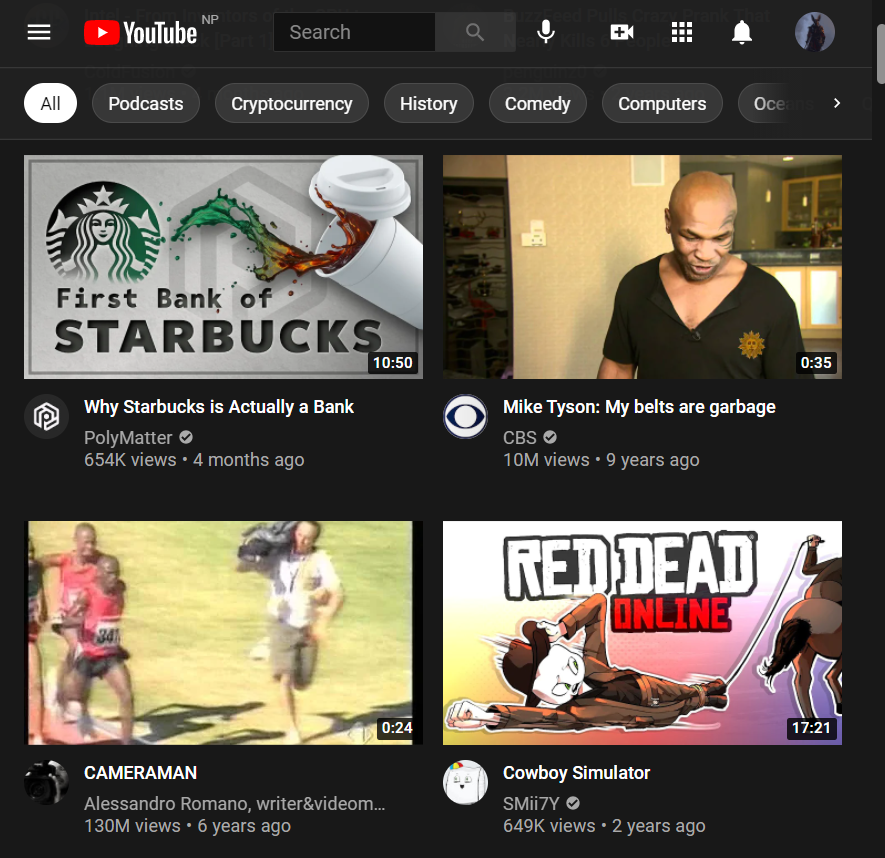 YouTube NP
Search
All
Podcasts
Cryptocurrency
History
Comedy
Computers
First Bank of
STARBUCKS
10:50
0:35
Why Starbucks is Actually a Bank
PolyMatter
654K views • 4 months ago
Mike Tyson: My belts are garbage
CBS
10M views • 9 years ago
0:24
RED DEAD
ONLINE
17:21
CAMERAMAN
Alessandro Romano, writer&videom...
130M views • 6 years ago
Cowboy Simulator
SMii7Y
649K views • 2 years ago